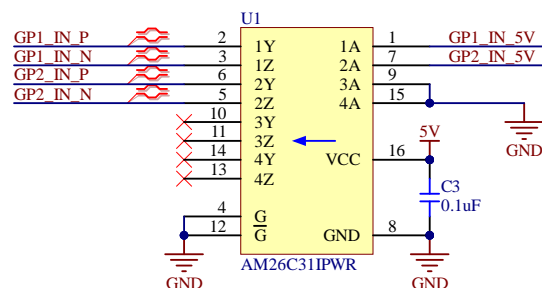 U1
GP1_IN_P 2 1Y 1A 1 GP1_IN_5V
GP1_IN_N 3 1Z 2A 7 GP2_IN_5V
GP2_IN_P 6 2Y 3A 9
GP2_IN_N 5 2Z 4A 15
10 3Y
11 3Z
14 4Y
13 4Z
VCC 16 5V
C3
0.1uF
4 G
12 G
GND 8
GND
GND
GND
AM26C31IPWR